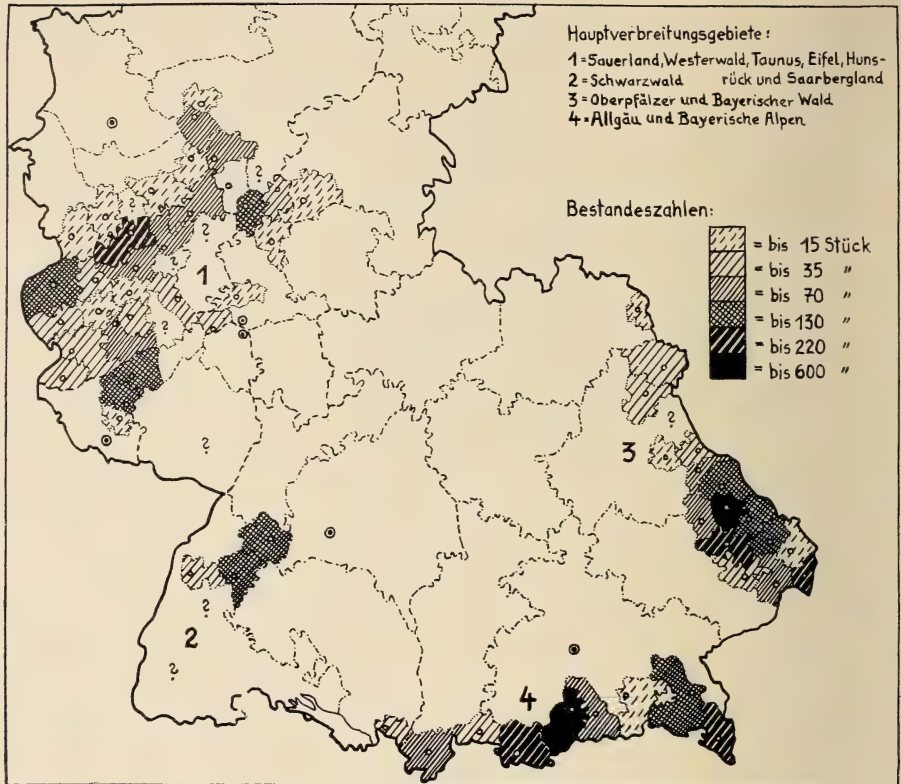 Hauptverbreitungsgebiete:
1=Sauerland, Westerwald, Taunus, Eifel, Huns-
2=Schwarzwald rück und Saarbergland
3=Oberpfälzer und Bayerischer Wald
4=Allgäu und Bayerische Alpen
Bestandeszahlen:
= bis 15 Stück
= bis 35 "
= bis 70 "
= bis 130 "
= bis 220 "
= bis 600 "
?
?
?
1
?
?
?
3
?
2
?
4